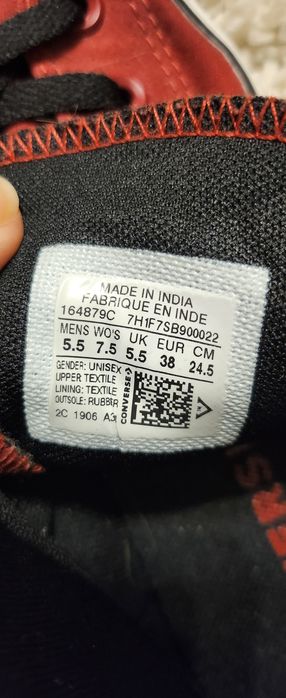 MADE IN INDIA
FABRIQUE EN INDE
164879C 7H1F7SB900022
MENS WO'S UK EUR CM
5.5 7.5 5.5 38 24.5
GENDER: UNISEX
UPPER TEXTILE
LINING: TEXTILE
OUTSOLE: RUBBER
2C 1906 A3
CONVERSE